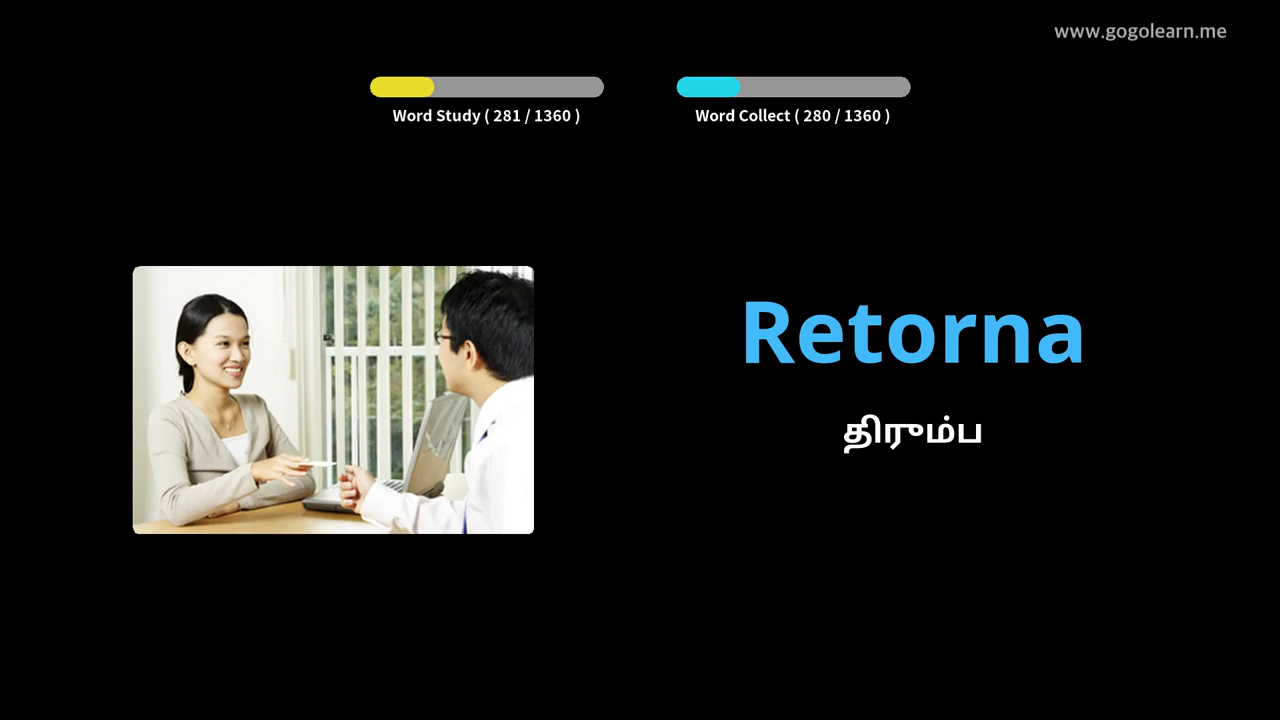 www.gogolearn.me
Word Study ( 281 / 1360 )
Word Collect ( 280 / 1360 )
Retorna
திரும்ப